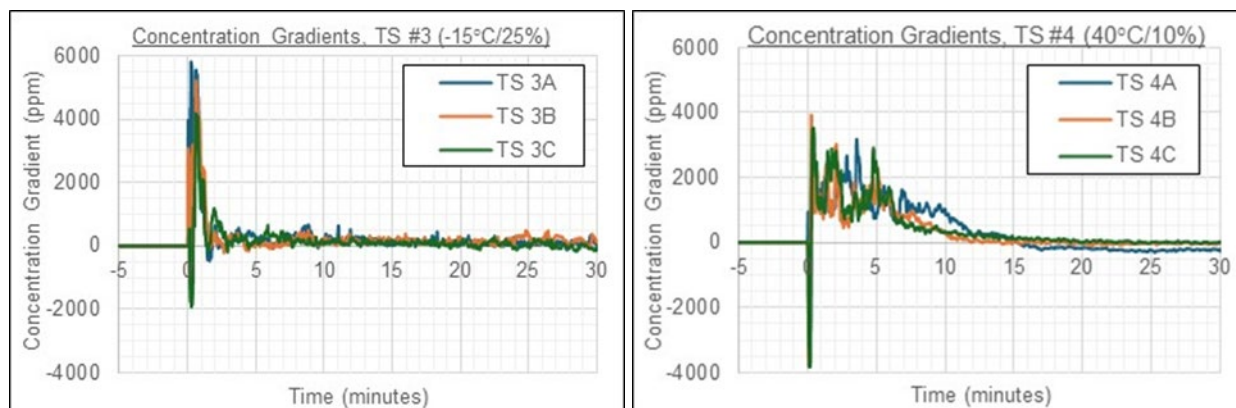 Concentration Gradients, TS #3 (-15°C/25%)
6000
4000
2000
0
-2000
-4000
Concentration Gradient (ppm)
TS 3A
TS 3B
TS 3C
-5 0 5 10 15 20 25 30
Time (minutes)
Concentration Gradients, TS #4 (40°C/10%)
6000
4000
2000
0
-2000
-4000
Concentration Gradient (ppm)
TS 4A
TS 4B
TS 4C
-5 0 5 10 15 20 25 30
Time (minutes)